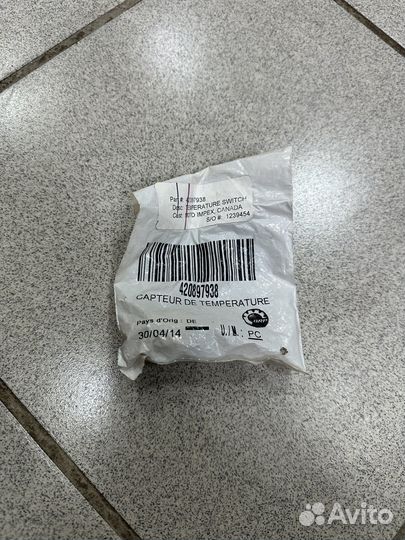 Part #: 420897938
Desc: TEMPERATURE SWITCH
Cust: MOTO IMPEX, CANADA
S/O #: 1239454
420897938
CAPTEUR DE TEMPERATURE
Pays d'Orig : DE
30/04/14 U./M.: PC
Avito